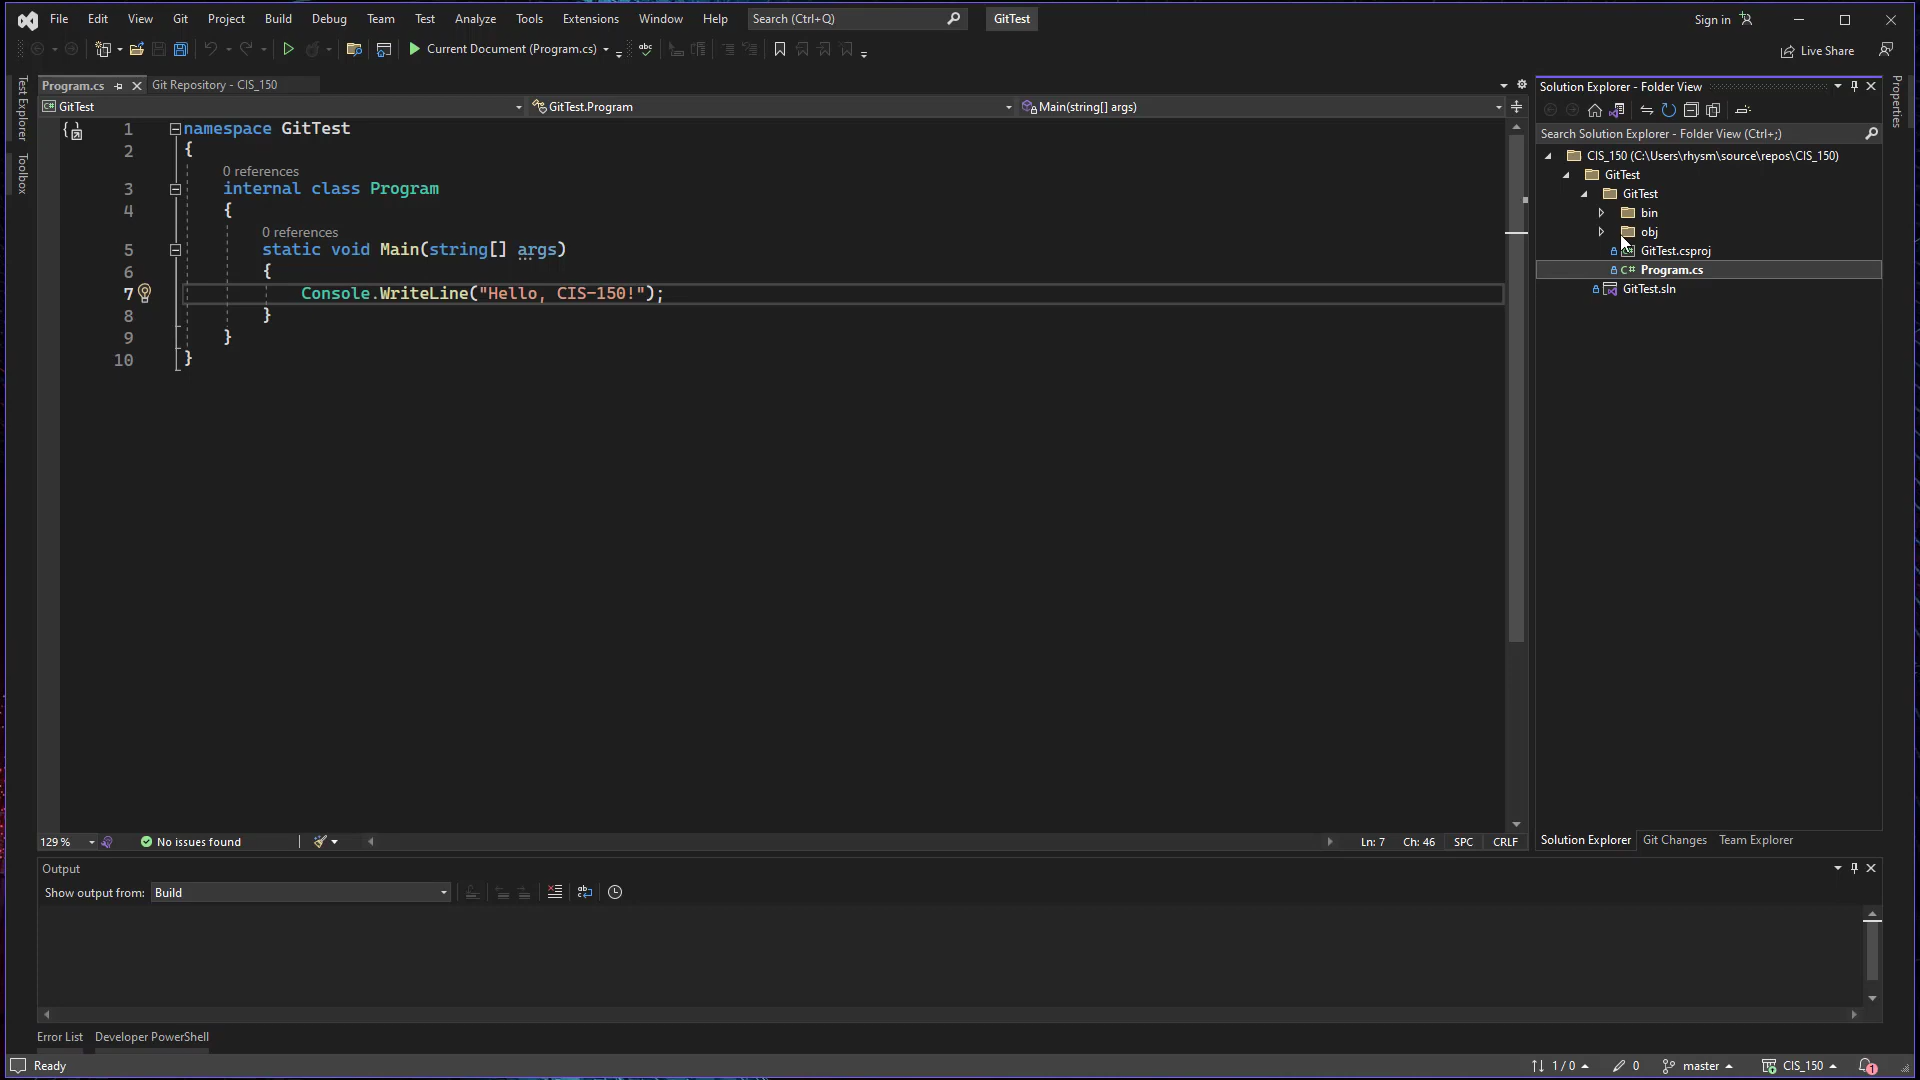 File Edit View Git Project Build Debug Team Test Analyze Tools Extensions Window Help Search (Ctrl+Q) GitTest Sign in
Current Document (Program.cs) Live Share
Program.cs Git Repository - CIS_150
GitTest GitTest.Program Main(string[] args)
1 namespace GitTest
2 {
0 references
3 internal class Program
4 {
0 references
5 static void Main(string[] args)
6 {
7 Console.WriteLine("Hello, CIS-150!");
8 }
9 }
10 }
Test Explorer
Toolbox
129 % No issues found Ln: 7 Ch: 46 SPC CRLF
Solution Explorer - Folder View
Search Solution Explorer - Folder View (Ctrl+;)
CIS_150 (C:\Users\rhysm\source\repos\CIS_150)
GitTest
GitTest
bin
obj
GitTest.csproj
C# Program.cs
GitTest.sln
Solution Explorer Git Changes Team Explorer
Properties
Output
Show output from: Build
Error List Developer PowerShell
Ready 1 / 0 0 master CIS_150 1